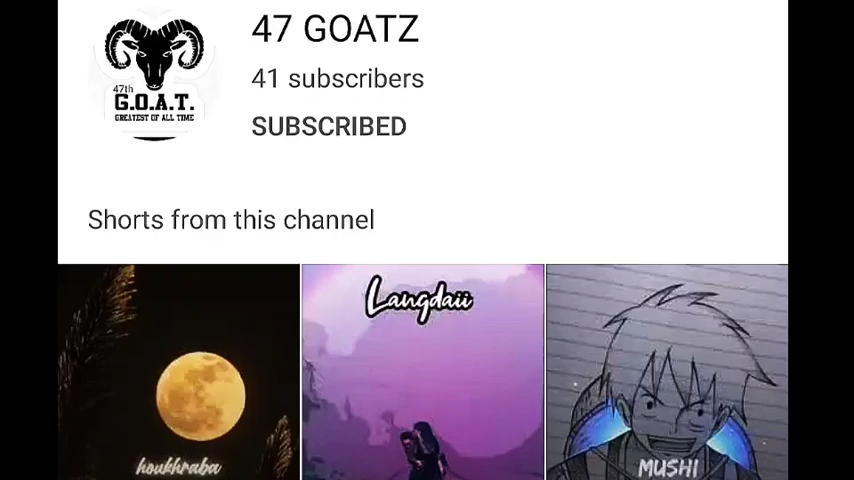 47 GOATZ
41 subscribers
SUBSCRIBED
47th
G.O.A.T.
GREATEST OF ALL TIME
Shorts from this channel
Langdaii
houkhraba
MUSHI